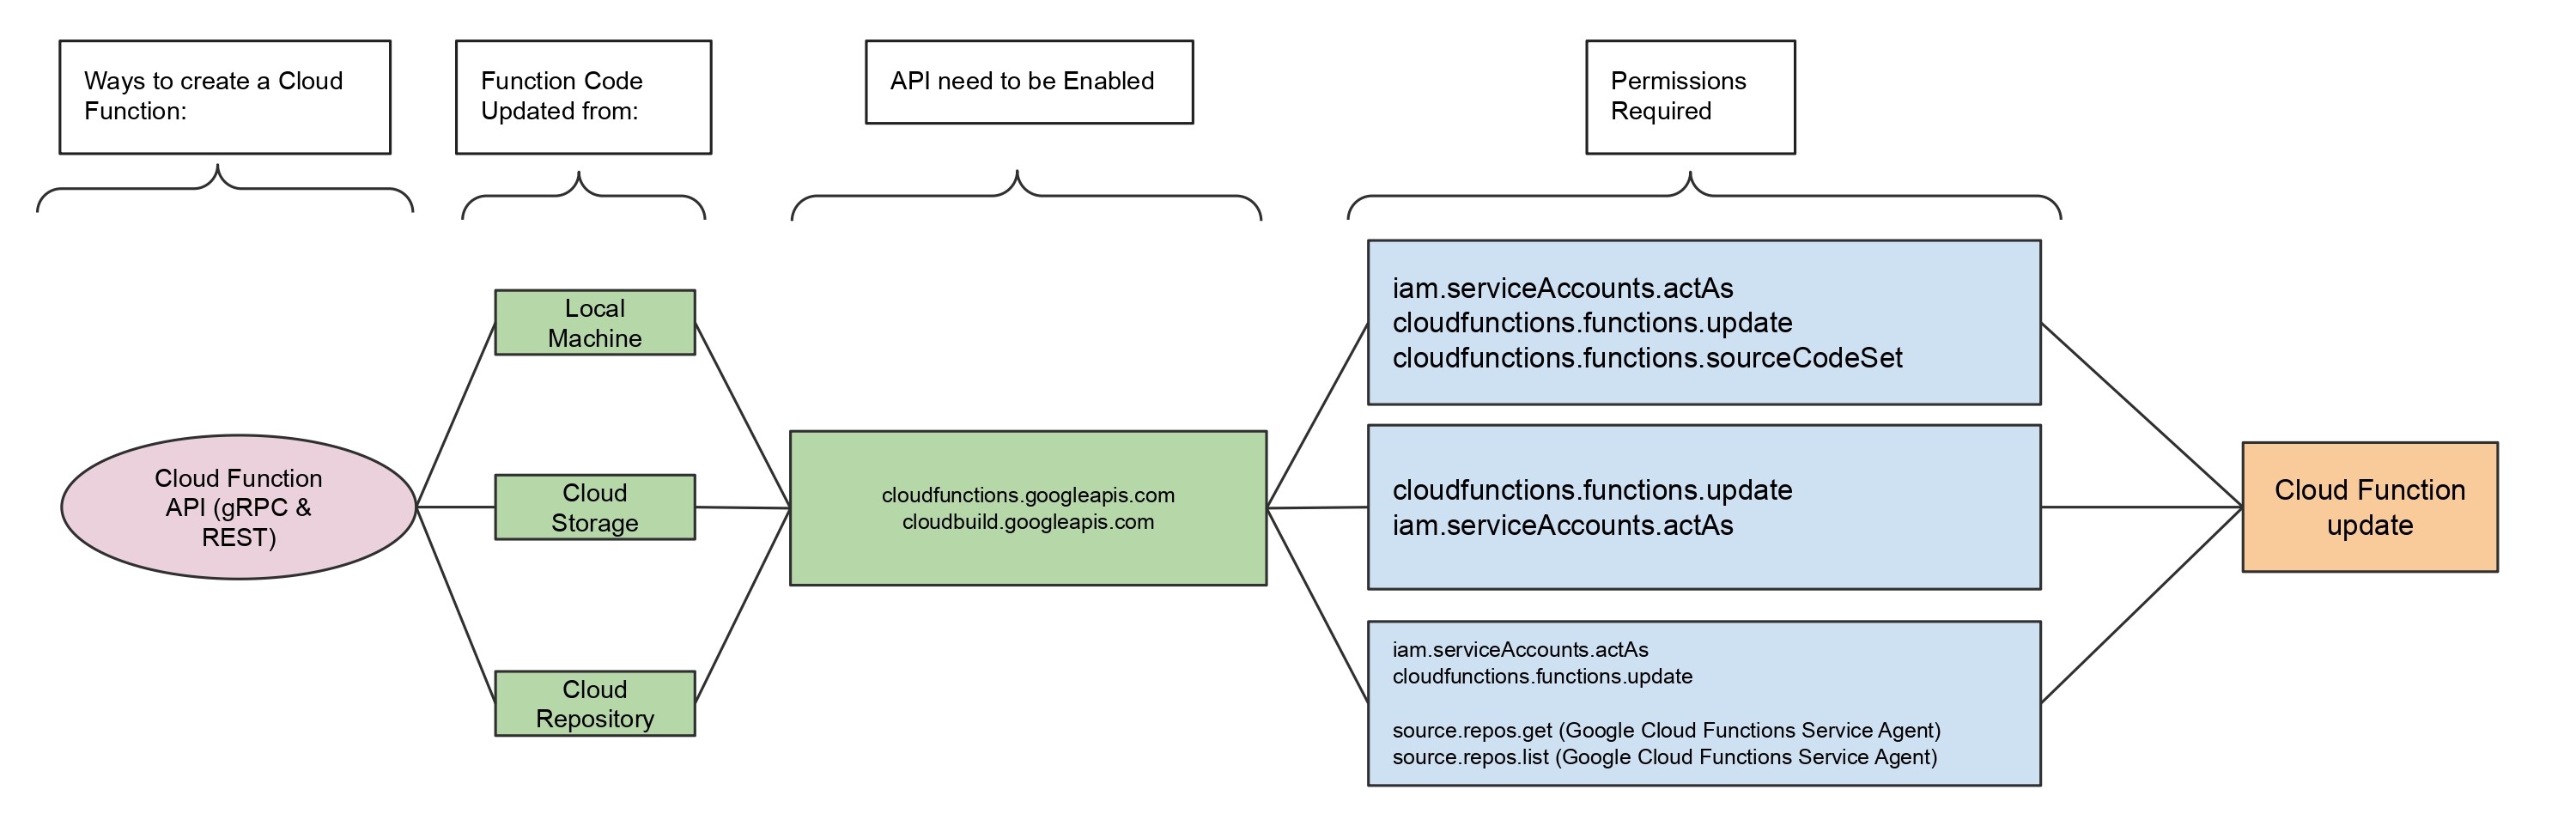 Ways to create a Cloud
Function:
Function Code
Updated from:
API need to be Enabled
Permissions
Required
Cloud Function
API (gRPC &
REST)
Local
Machine
Cloud
Storage
Cloud
Repository
cloudfunctions.googleapis.com
cloudbuild.googleapis.com
iam.serviceAccounts.actAs
cloudfunctions.functions.update
cloudfunctions.functions.sourceCodeSet
cloudfunctions.functions.update
iam.serviceAccounts.actAs
iam.serviceAccounts.actAs
cloudfunctions.functions.update
source.repos.get (Google Cloud Functions Service Agent)
source.repos.list (Google Cloud Functions Service Agent)
Cloud Function
update